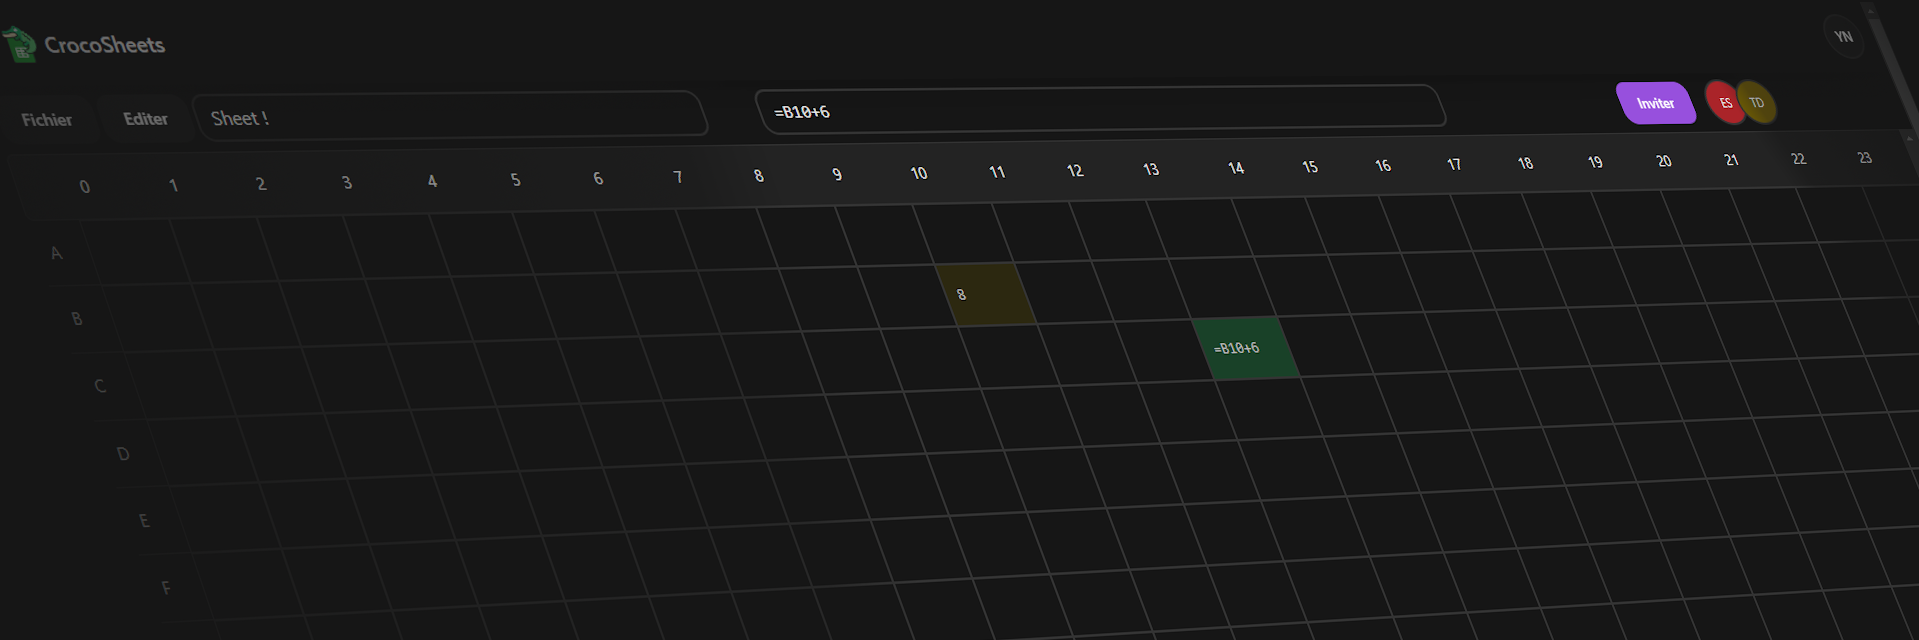 CrocoSheets
YN
Fichier Editer Sheet ! =B10+6 Inviter ES TD
0 1 2 3 4 5 6 7 8 9 10 11 12 13 14 15 16 17 18 19 20 21 22 23
A
B 8
C =B10+6
D
E
F